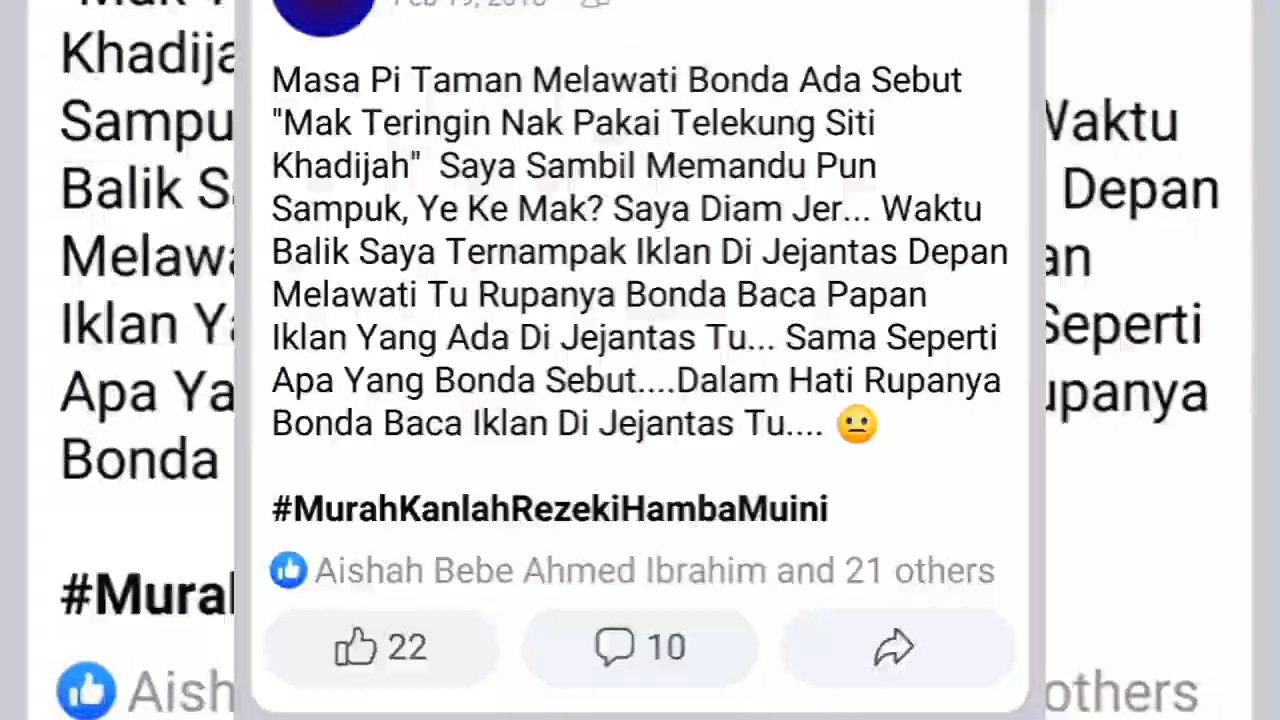 Masa Pi Taman Melawati Bonda Ada Sebut
"Mak Teringin Nak Pakai Telekung Siti
Khadijah" Saya Sambil Memandu Pun
Sampuk, Ye Ke Mak? Saya Diam Jer... Waktu
Balik Saya Ternampak Iklan Di Jejantas Depan
Melawati Tu Rupanya Bonda Baca Papan
Iklan Yang Ada Di Jejantas Tu... Sama Seperti
Apa Yang Bonda Sebut....Dalam Hati Rupanya
Bonda Baca Iklan Di Jejantas Tu.... 😐
#MurahKanlahRezekiHambaMuini
Aishah Bebe Ahmed Ibrahim and 21 others
22
10